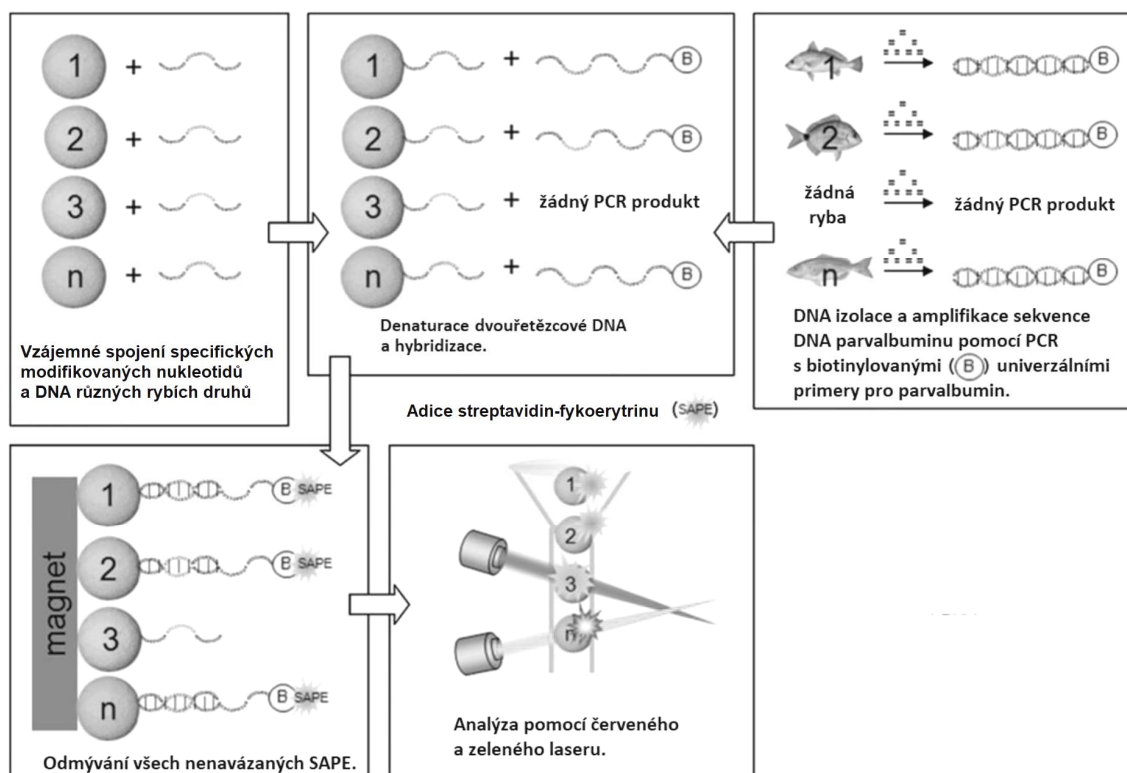 1 +
2 +
3 +
n +
Vzájemné spojení specifických
modifikovaných nukleotidů
a DNA různých rybích druhů
1 + B
2 + B
3 + žádný PCR produkt
n + B
Denaturace dvouřetězcové DNA
a hybridizace.
1 B
2 B
žádná
ryba
žádný PCR produkt
n B
DNA izolace a amplifikace sekvence
DNA parvalbuminu pomocí PCR
s biotinylovanými (B) univerzálními
primery pro parvalbumin.
Adice streptavidin-fykoerytrinu (SAPE)
magnet
1 B SAPE
2 B SAPE
3
n B SAPE
Odmývání všech nenavázaných SAPE.
1
2
3
n
Analýza pomocí červeného
a zeleného laseru.